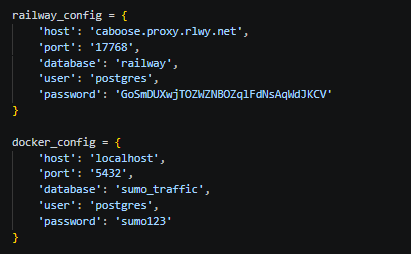 railway_config = {
    'host': 'caboose.proxy.rlwy.net',
    'port': '17768',
    'database': 'railway',
    'user': 'postgres',
    'password': 'GoSmDUXwjTOZWZNBOZqlFdNsAqWdJKCV'
}

docker_config = {
    'host': 'localhost',
    'port': '5432',
    'database': 'sumo_traffic',
    'user': 'postgres',
    'password': 'sumo123'
}